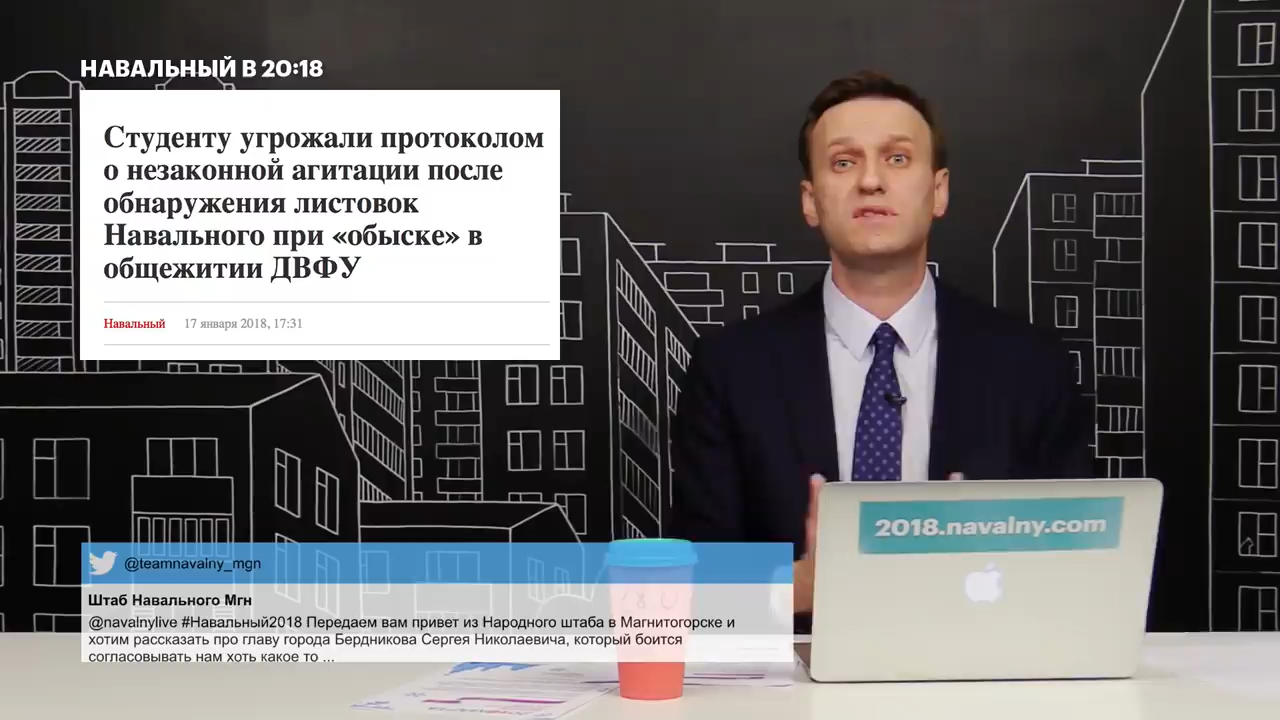 НАВАЛЬНЫЙ В 20:18
Студенту угрожали протоколом
о незаконной агитации после
обнаружения листовок
Навального при «обыске» в
общежитии ДВФУ
Навальный 17 января 2018, 17:31
2018.navalny.com
@teamnavalny_mgn
Штаб Навального Мгн
@navalnylive #Навальный2018 Передаем вам привет из Народного штаба в Магнитогорске и
хотим рассказать про главу города Бердникова Сергея Николаевича, который боится
согласовывать нам хоть какое то ...